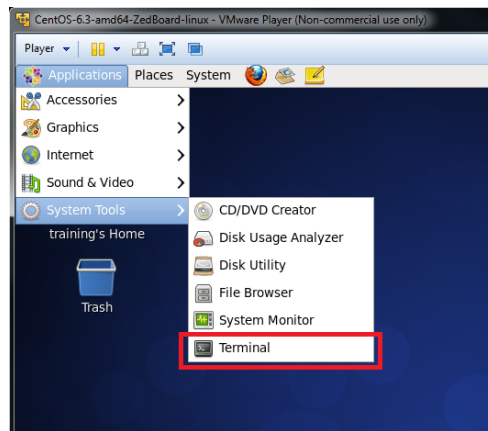 CentOS-6.3-amd64-ZedBoard-linux - VMware Player (Non-commercial use only)
Player
Applications Places System
Accessories
Graphics
Internet
Sound & Video
System Tools
CD/DVD Creator
training's Home
Disk Usage Analyzer
Disk Utility
File Browser
Trash
System Monitor
Terminal